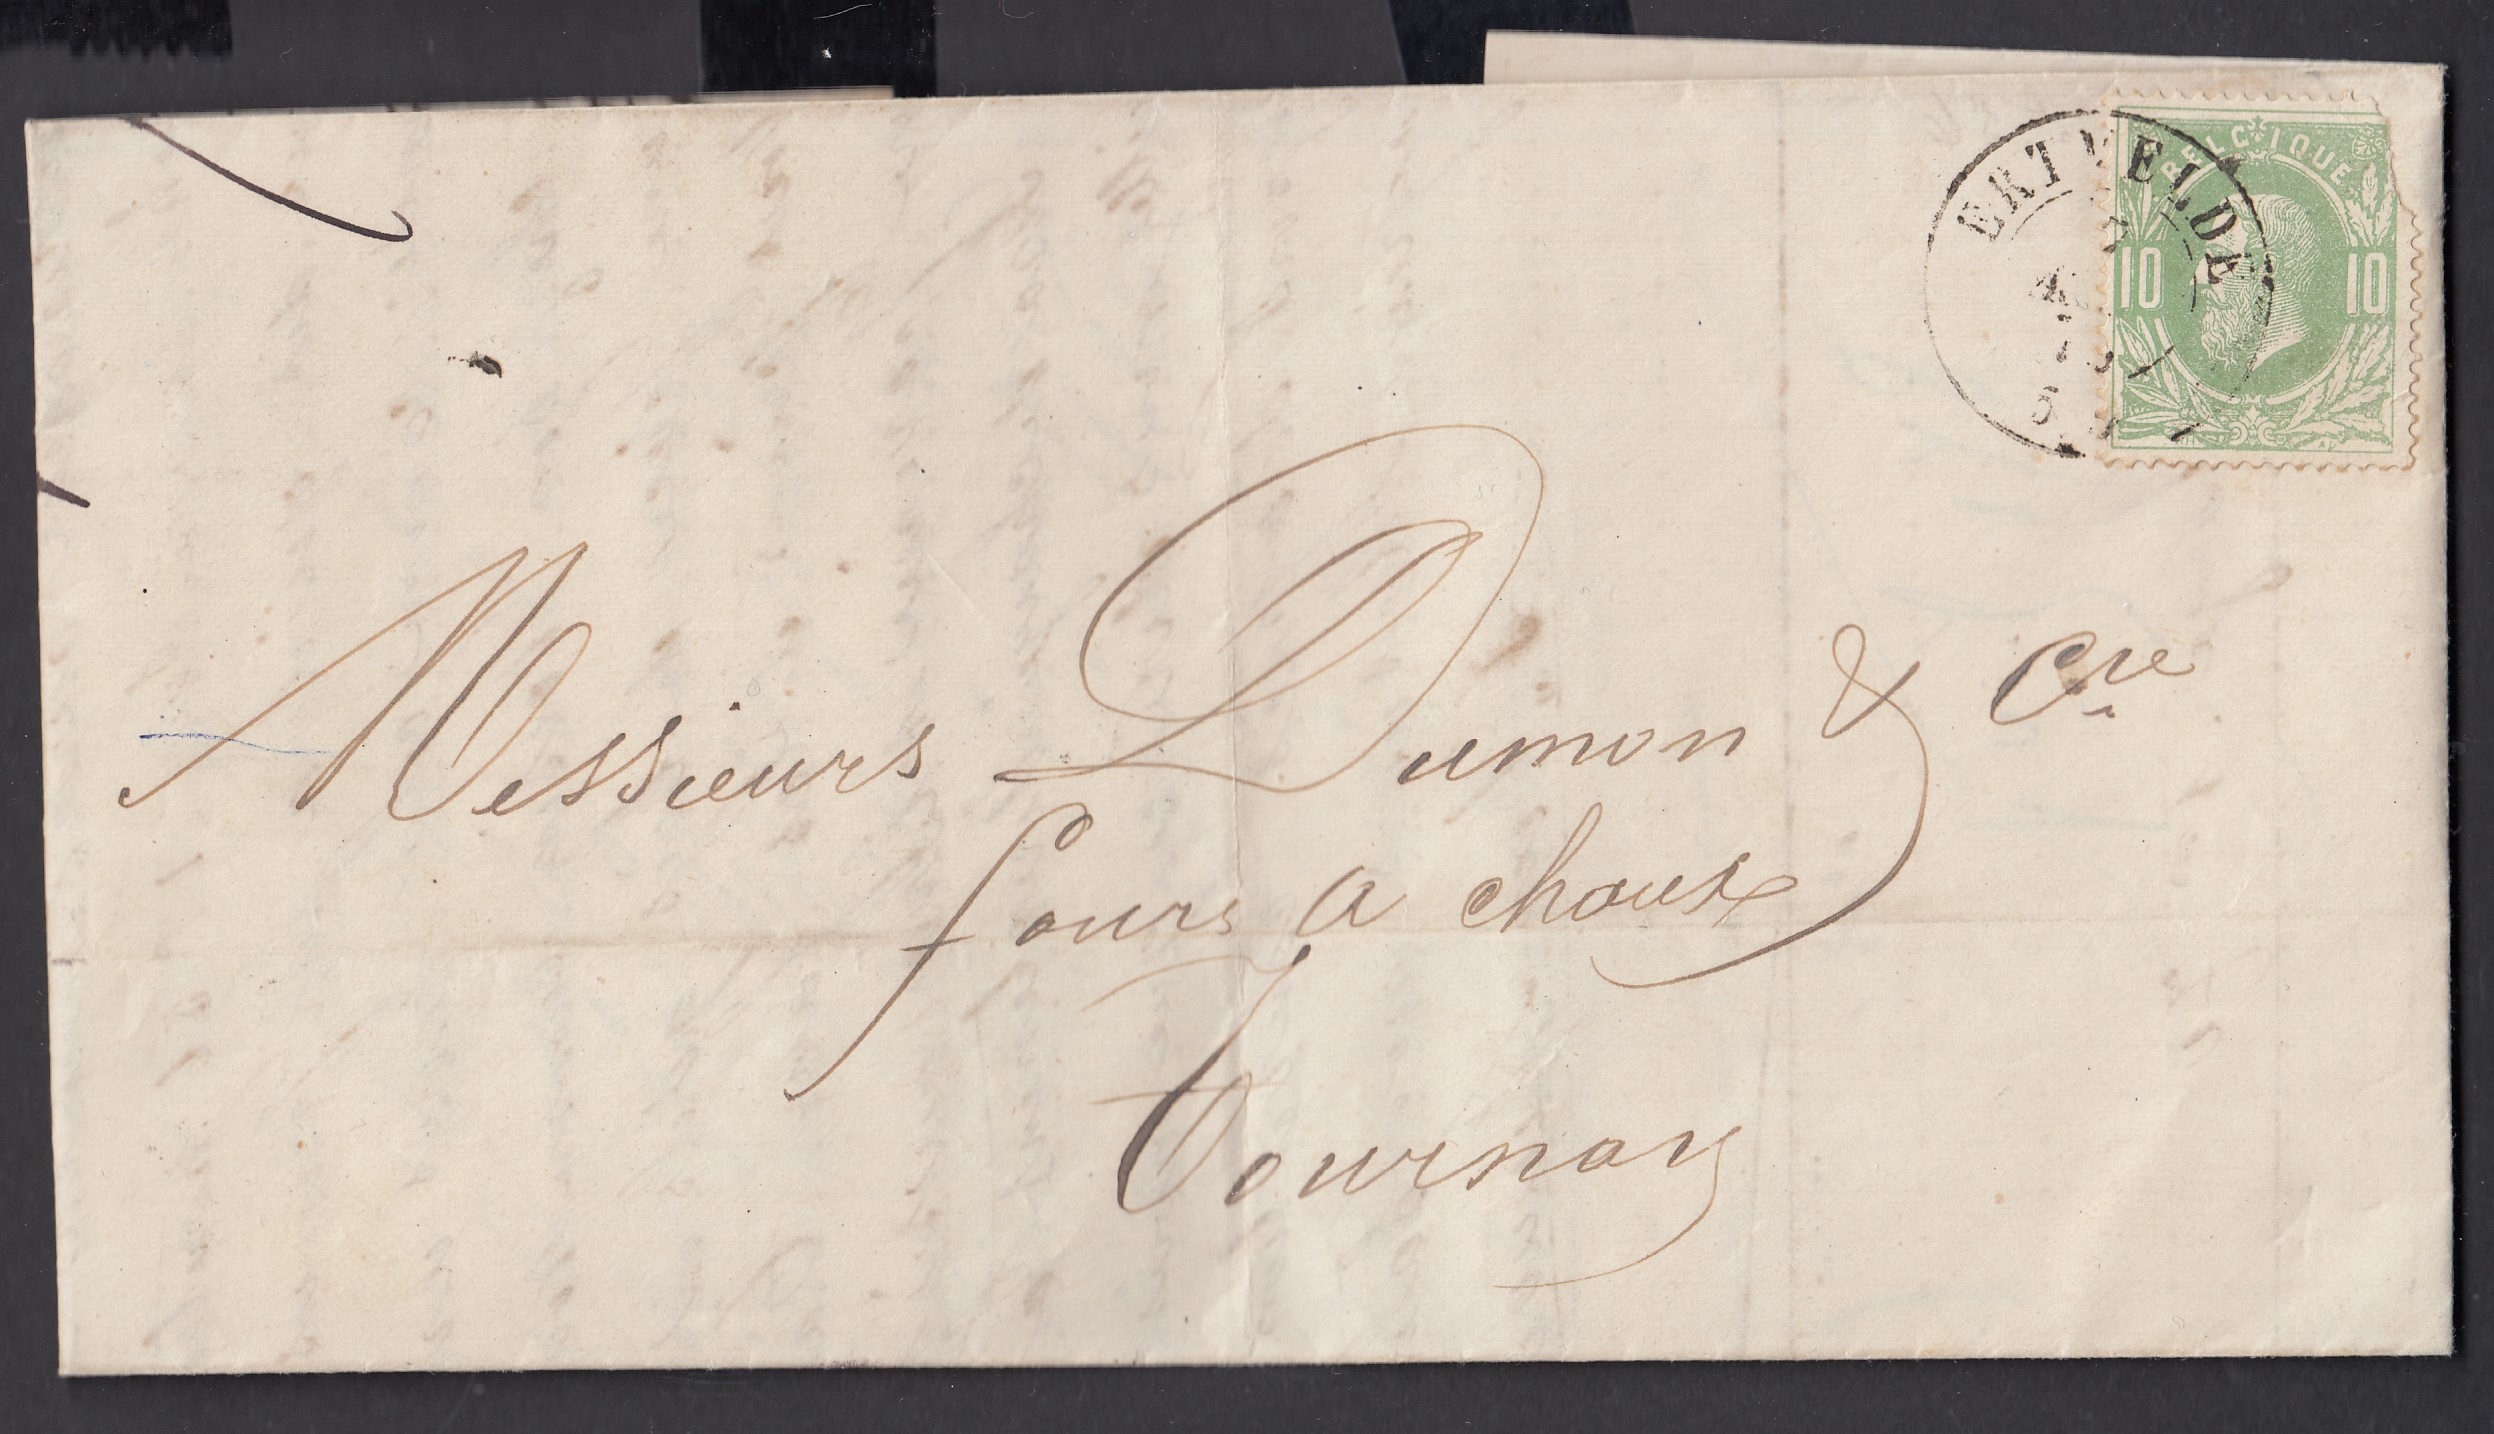 ERTVELDE
BELGIQUE
10 10
Messieurs Dumon & Cie
fours a chaux
Tournay